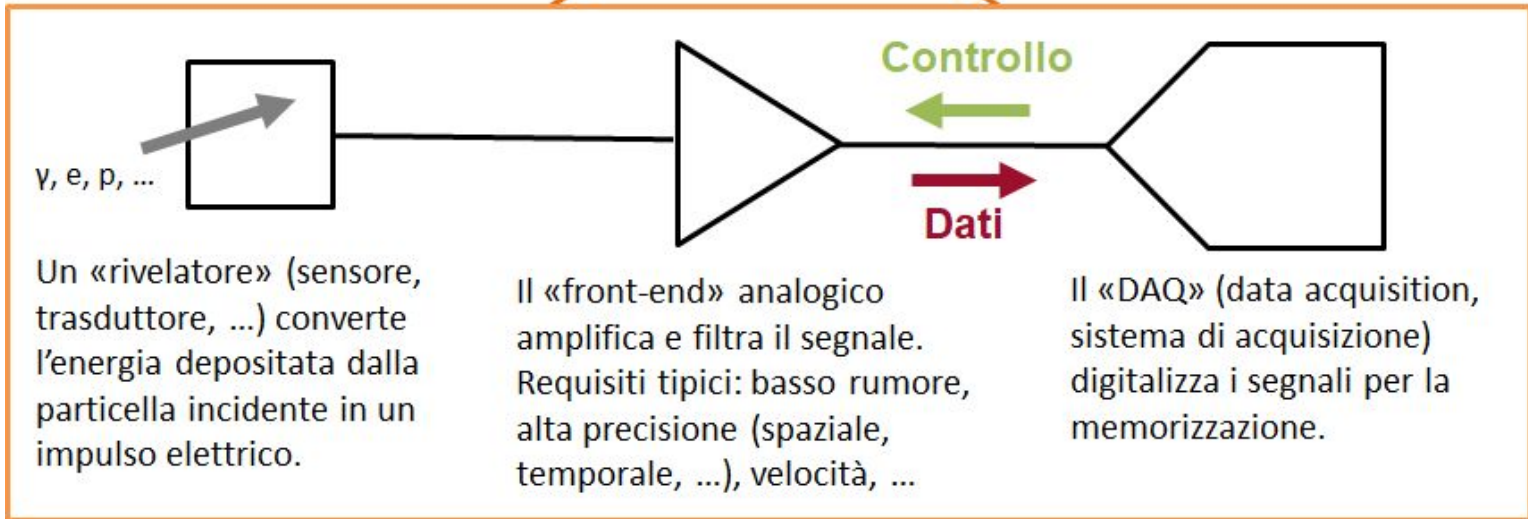 Controllo
γ, e, p, ...
Dati
Un «rivelatore» (sensore,
trasduttore, ...) converte
l’energia depositata dalla
particella incidente in un
impulso elettrico.
Il «front-end» analogico
amplifica e filtra il segnale.
Requisiti tipici: basso rumore,
alta precisione (spaziale,
temporale, ...), velocità, ...
Il «DAQ» (data acquisition,
sistema di acquisizione)
digitalizza i segnali per la
memorizzazione.